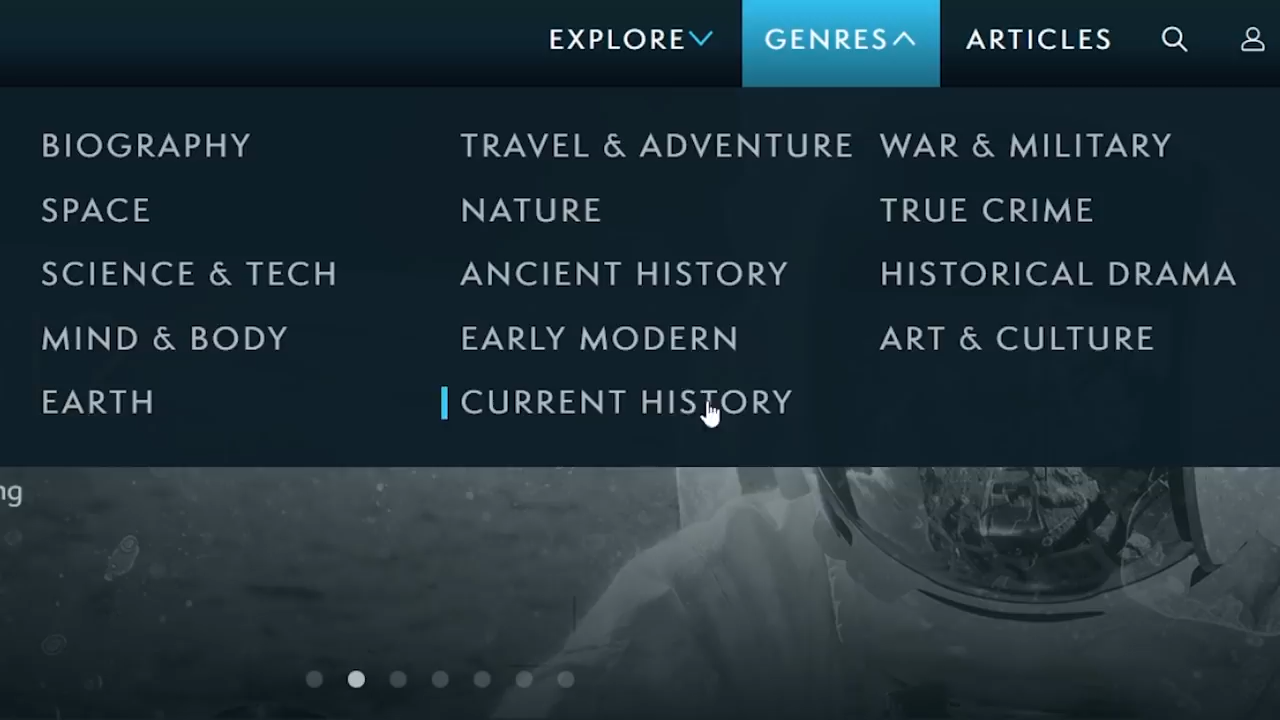 EXPLORE GENRES ARTICLES
BIOGRAPHY TRAVEL & ADVENTURE WAR & MILITARY
SPACE NATURE TRUE CRIME
SCIENCE & TECH ANCIENT HISTORY HISTORICAL DRAMA
MIND & BODY EARLY MODERN ART & CULTURE
EARTH CURRENT HISTORY